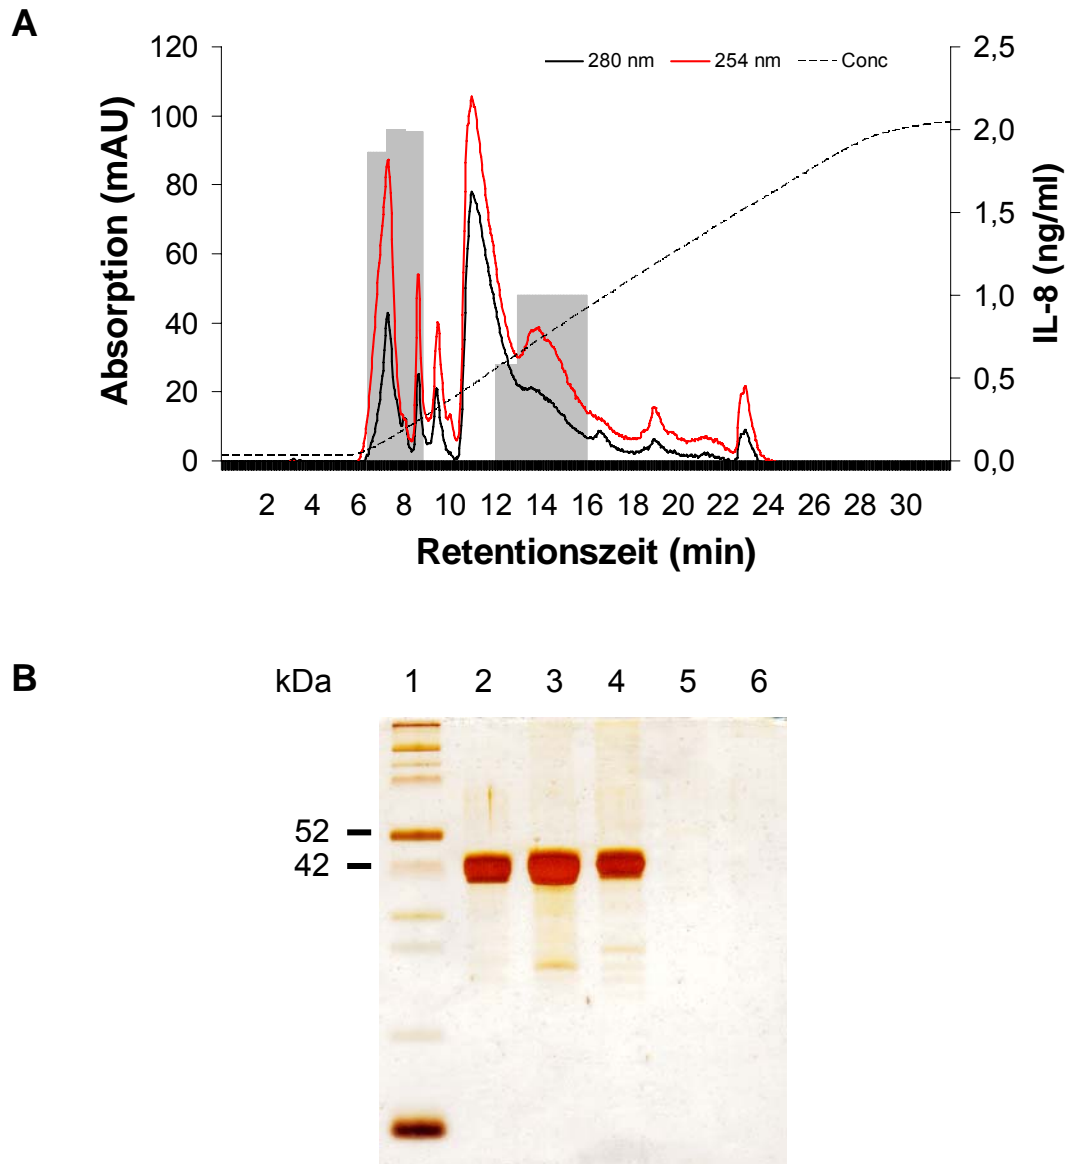 A
120
100
80
60
40
20
0
Absorption (mAU)
280 nm 254 nm Conc
2,5
2,0
1,5
1,0
0,5
0,0
IL-8 (ng/ml)
2 4 6 8 10 12 14 16 18 20 22 24 26 28 30
Retentionszeit (min)
B
kDa 1 2 3 4 5 6
52
42